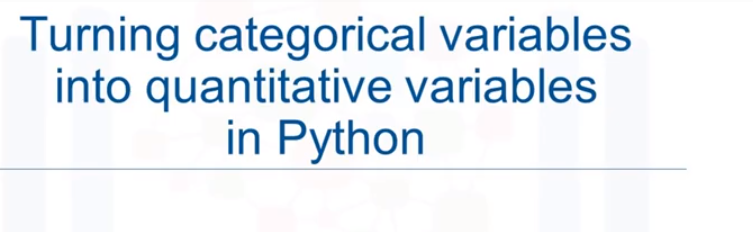 Turning categorical variables
into quantitative variables
in Python